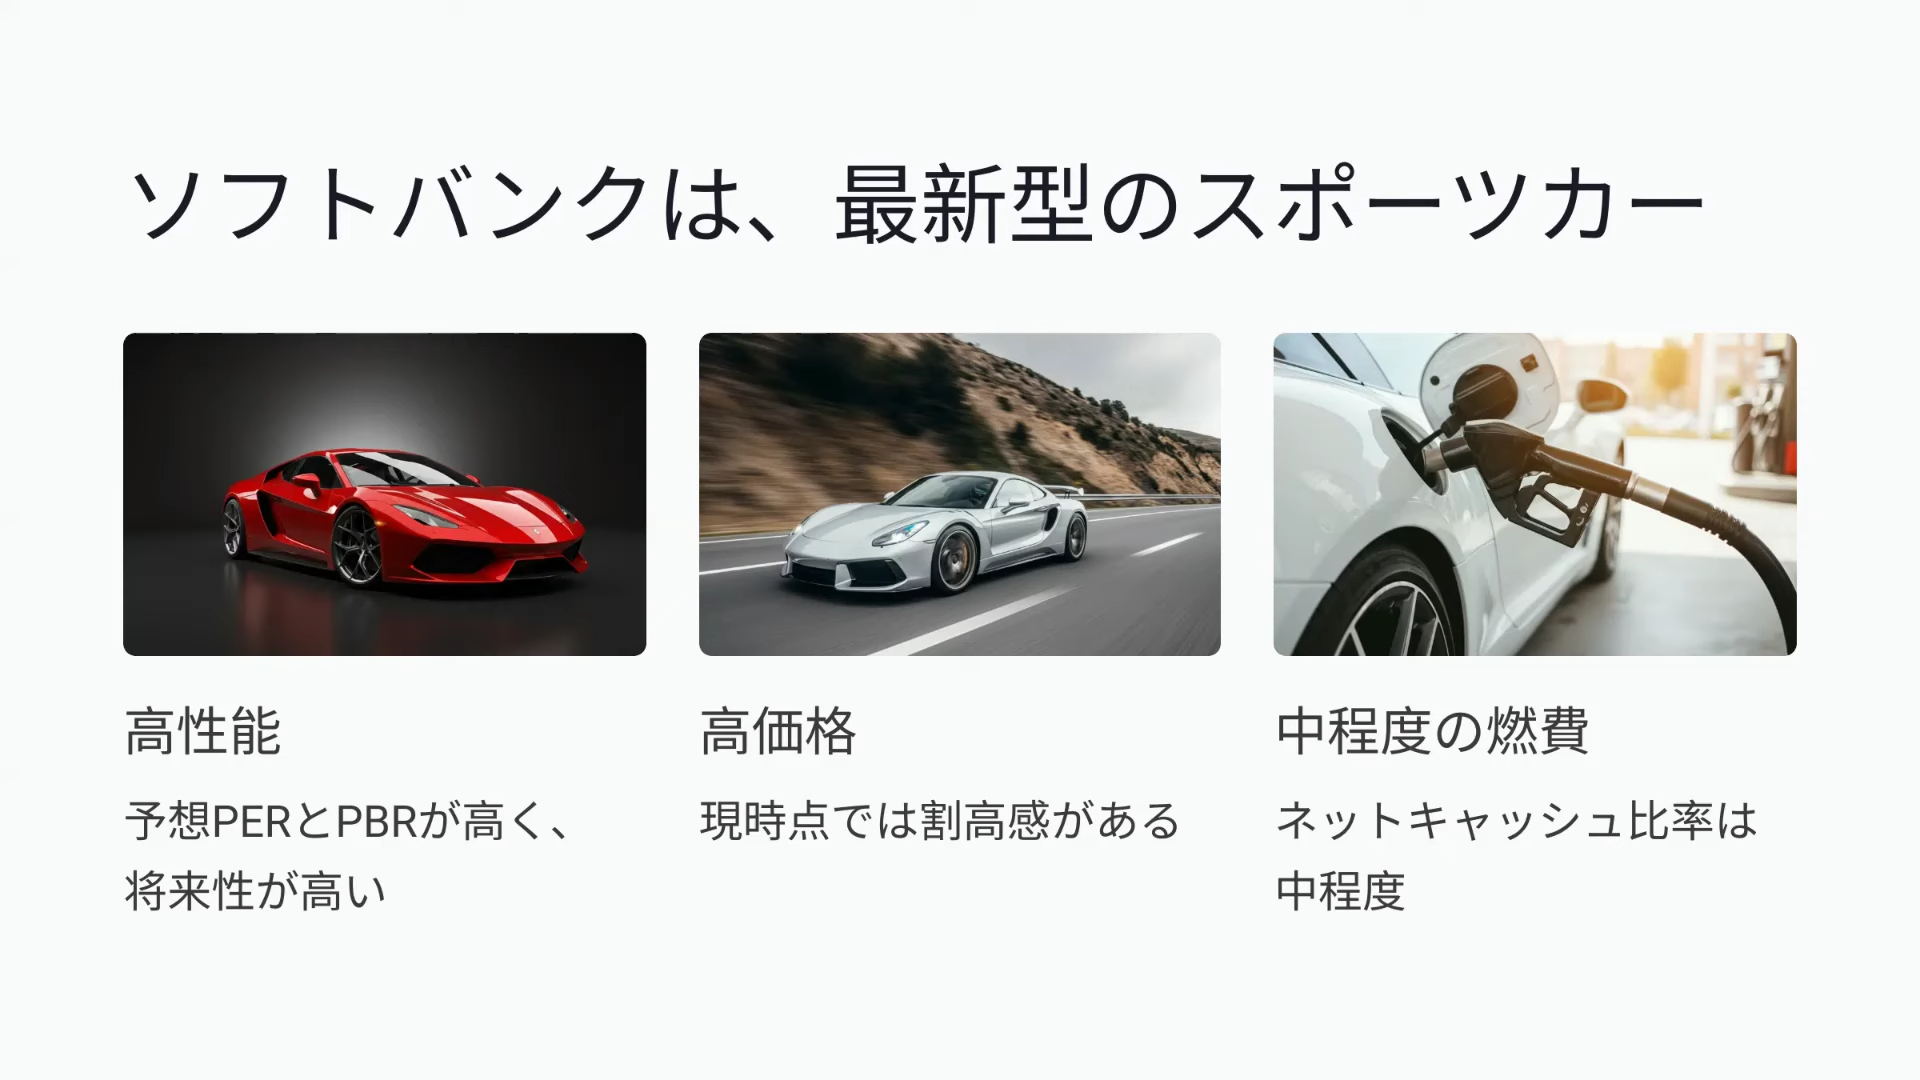 ソフトバンクは、最新型のスポーツカー
高性能
予想PERとPBRが高く、
将来性が高い
高価格
現時点では割高感がある
中程度の燃費
ネットキャッシュ比率は
中程度